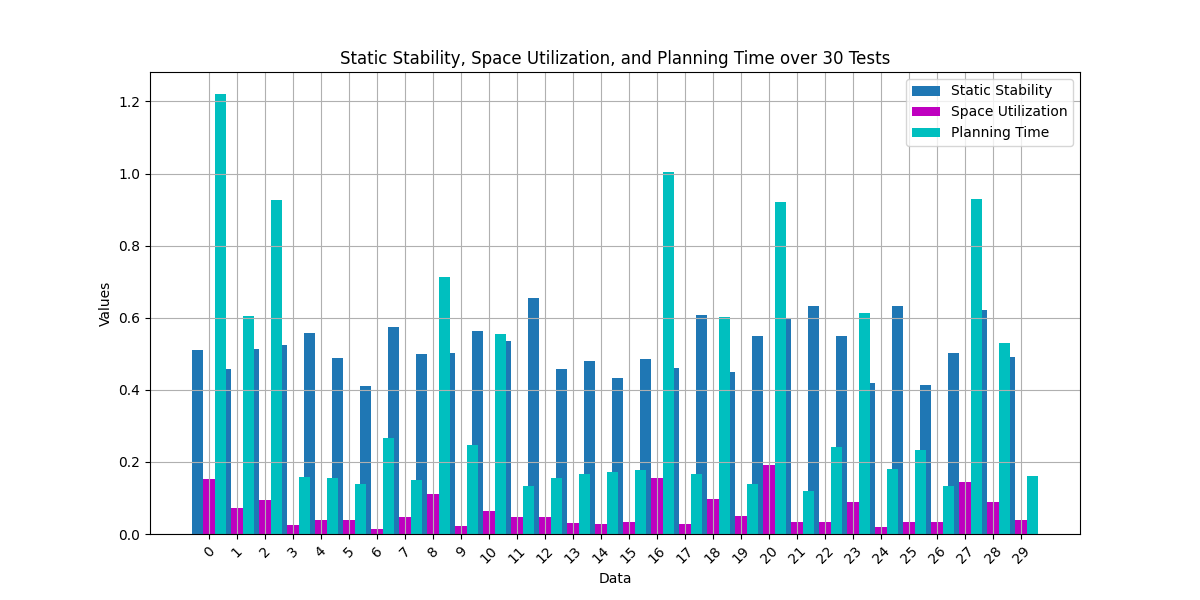 Static Stability, Space Utilization, and Planning Time over 30 Tests
Static Stability
Space Utilization
Planning Time
Values
1.2
1.0
0.8
0.6
0.4
0.2
0.0
0 1 2 3 4 5 6 7 8 9 10 11 12 13 14 15 16 17 18 19 20 21 22 23 24 25 26 27 28 29
Data